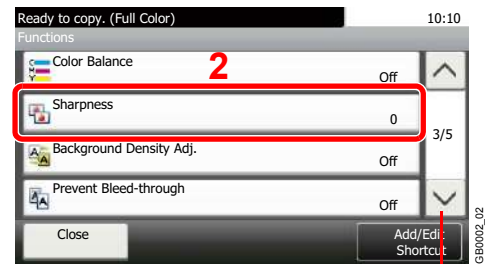 Ready to copy. (Full Color) 10:10
Functions
Color Balance
2
Off
Sharpness
0
3/5
Background Density Adj.
Off
Prevent Bleed-through
Off
Close
Add/Edit
Shortcut
GB0002_02